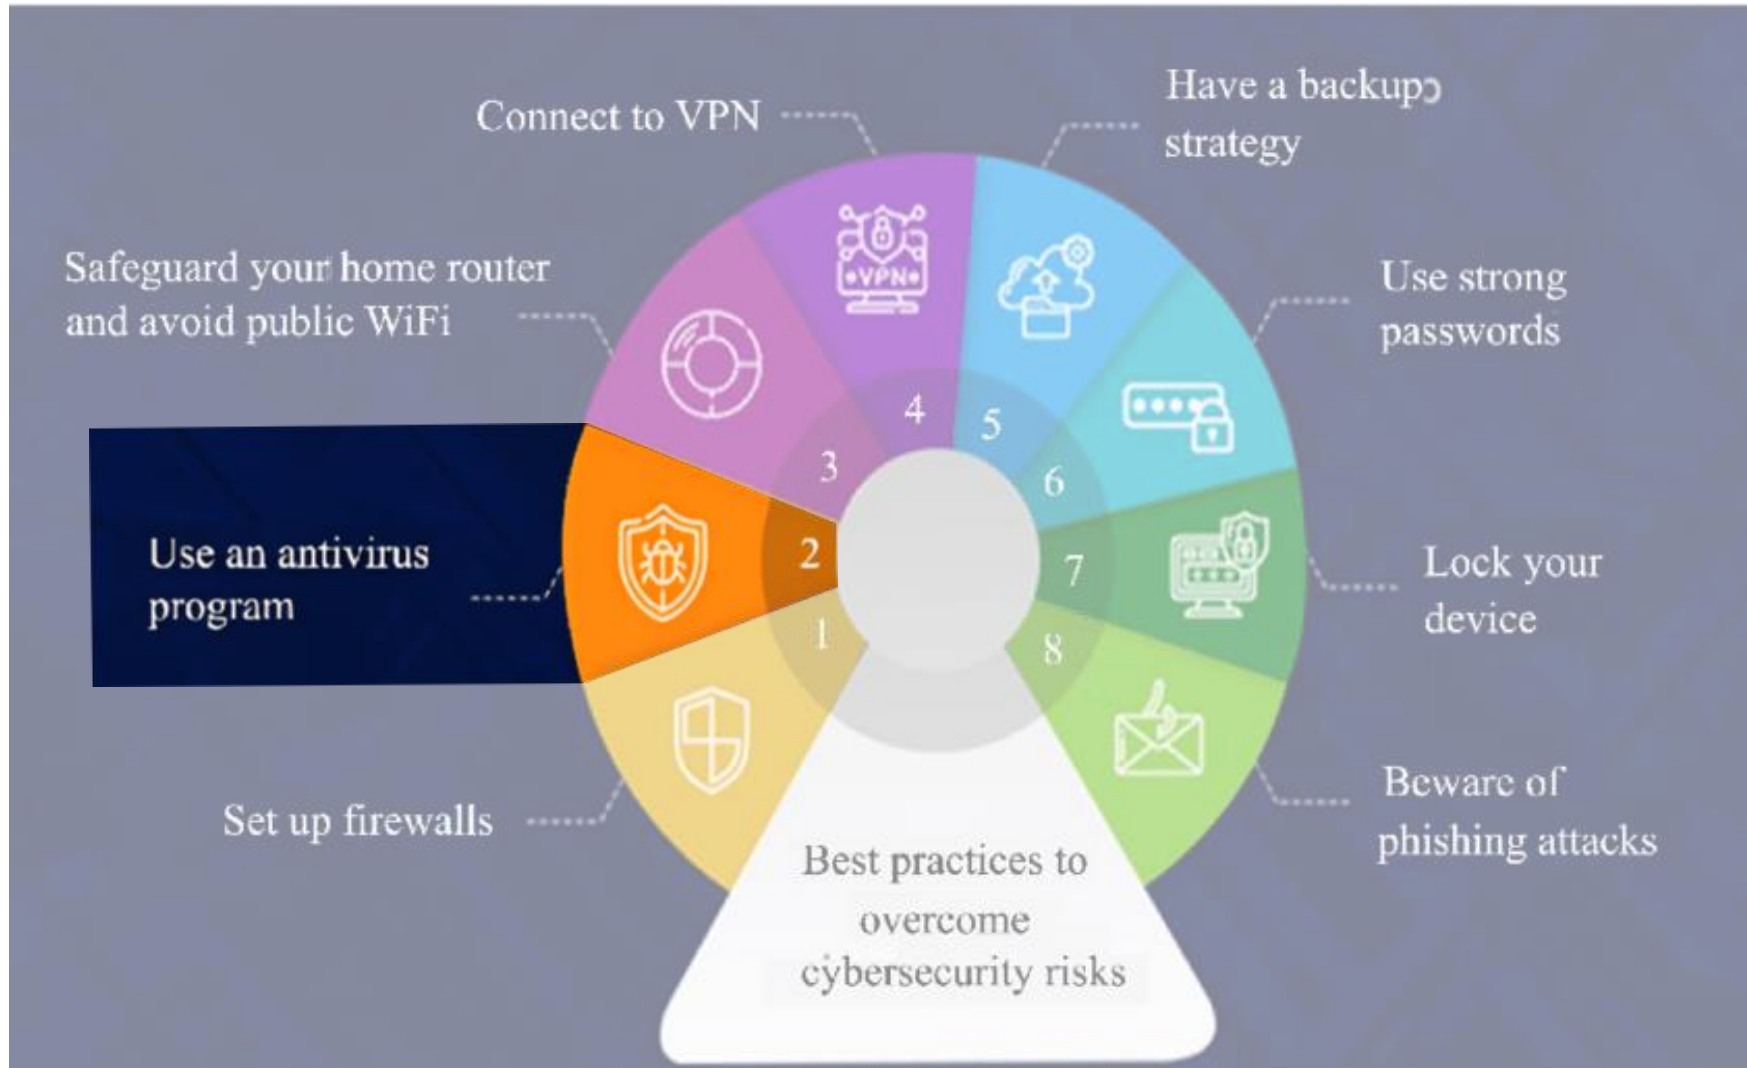 Connect to VPN
Have a backup
strategy
Safeguard your home router
and avoid public WiFi
Use strong
passwords
Use an antivirus
program
Lock your
device
Set up firewalls
Beware of
phishing attacks
VPN
1
2
3
4
5
6
7
8
Best practices to
overcome
cybersecurity risks